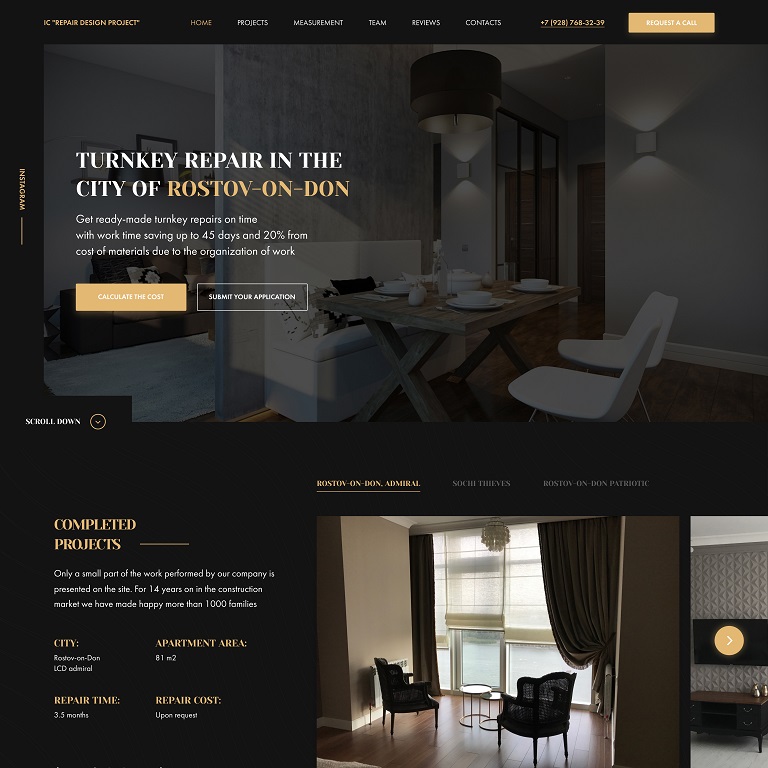 IC "REPAIR DESIGN PROJECT"
HOME
PROJECTS
MEASUREMENT
TEAM
REVIEWS
CONTACTS
+7 (928) 768-32-39
REQUEST A CALL
INSTAGRAM
TURNKEY REPAIR IN THE
CITY OF ROSTOV-ON-DON
Get ready-made turnkey repairs on time
with work time saving up to 45 days and 20% from
cost of materials due to the organization of work
CALCULATE THE COST
SUBMIT YOUR APPLICATION
SCROLL DOWN
ROSTOV-ON-DON, ADMIRAL
SOCHI THIEVES
ROSTOV-ON-DON PATRIOTIC
COMPLETED
PROJECTS
Only a small part of the work performed by our company is
presented on the site. For 14 years on in the construction
market we have made happy more than 1000 families
CITY:
Rostov-on-Don
LCD admiral
APARTMENT AREA:
81 m2
REPAIR TIME:
3.5 months
REPAIR COST:
Upon request